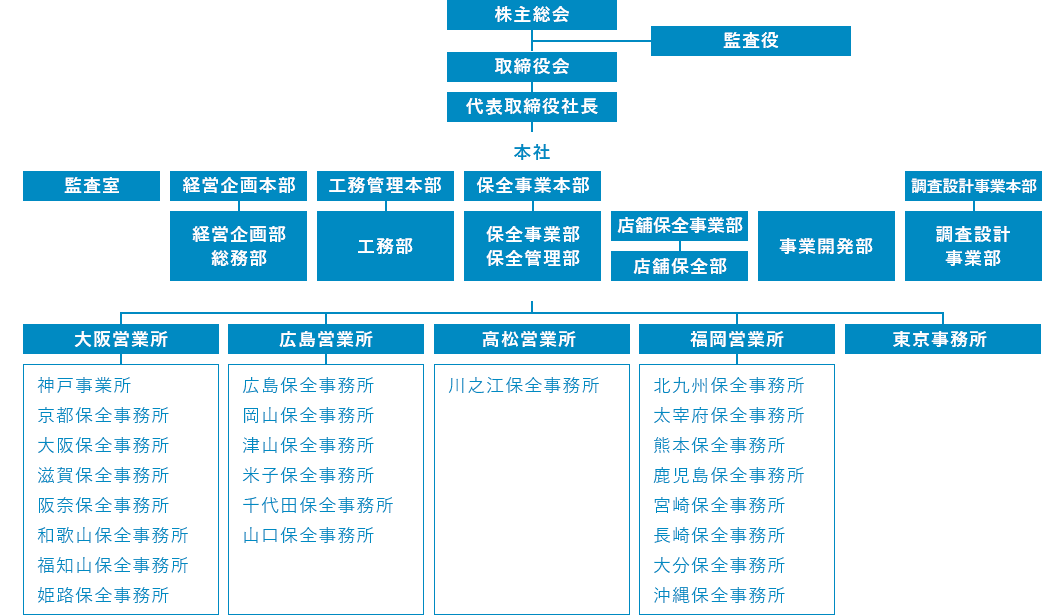 株主総会
監査役
取締役会
代表取締役社長
本社
監査室
経営企画本部
工務管理本部
保全事業本部
調査設計事業本部
経営企画部
総務部
工務部
保全事業部
保全管理部
店舗保全事業部
店舗保全部
事業開発部
調査設計
事業部
大阪営業所
広島営業所
高松営業所
福岡営業所
東京事務所
神戸事業所
京都保全事務所
大阪保全事務所
滋賀保全事務所
阪奈保全事務所
和歌山保全事務所
福知山保全事務所
姫路保全事務所
広島保全事務所
岡山保全事務所
津山保全事務所
米子保全事務所
千代田保全事務所
山口保全事務所
川之江保全事務所
北九州保全事務所
太宰府保全事務所
熊本保全事務所
鹿児島保全事務所
宮崎保全事務所
長崎保全事務所
大分保全事務所
沖縄保全事務所